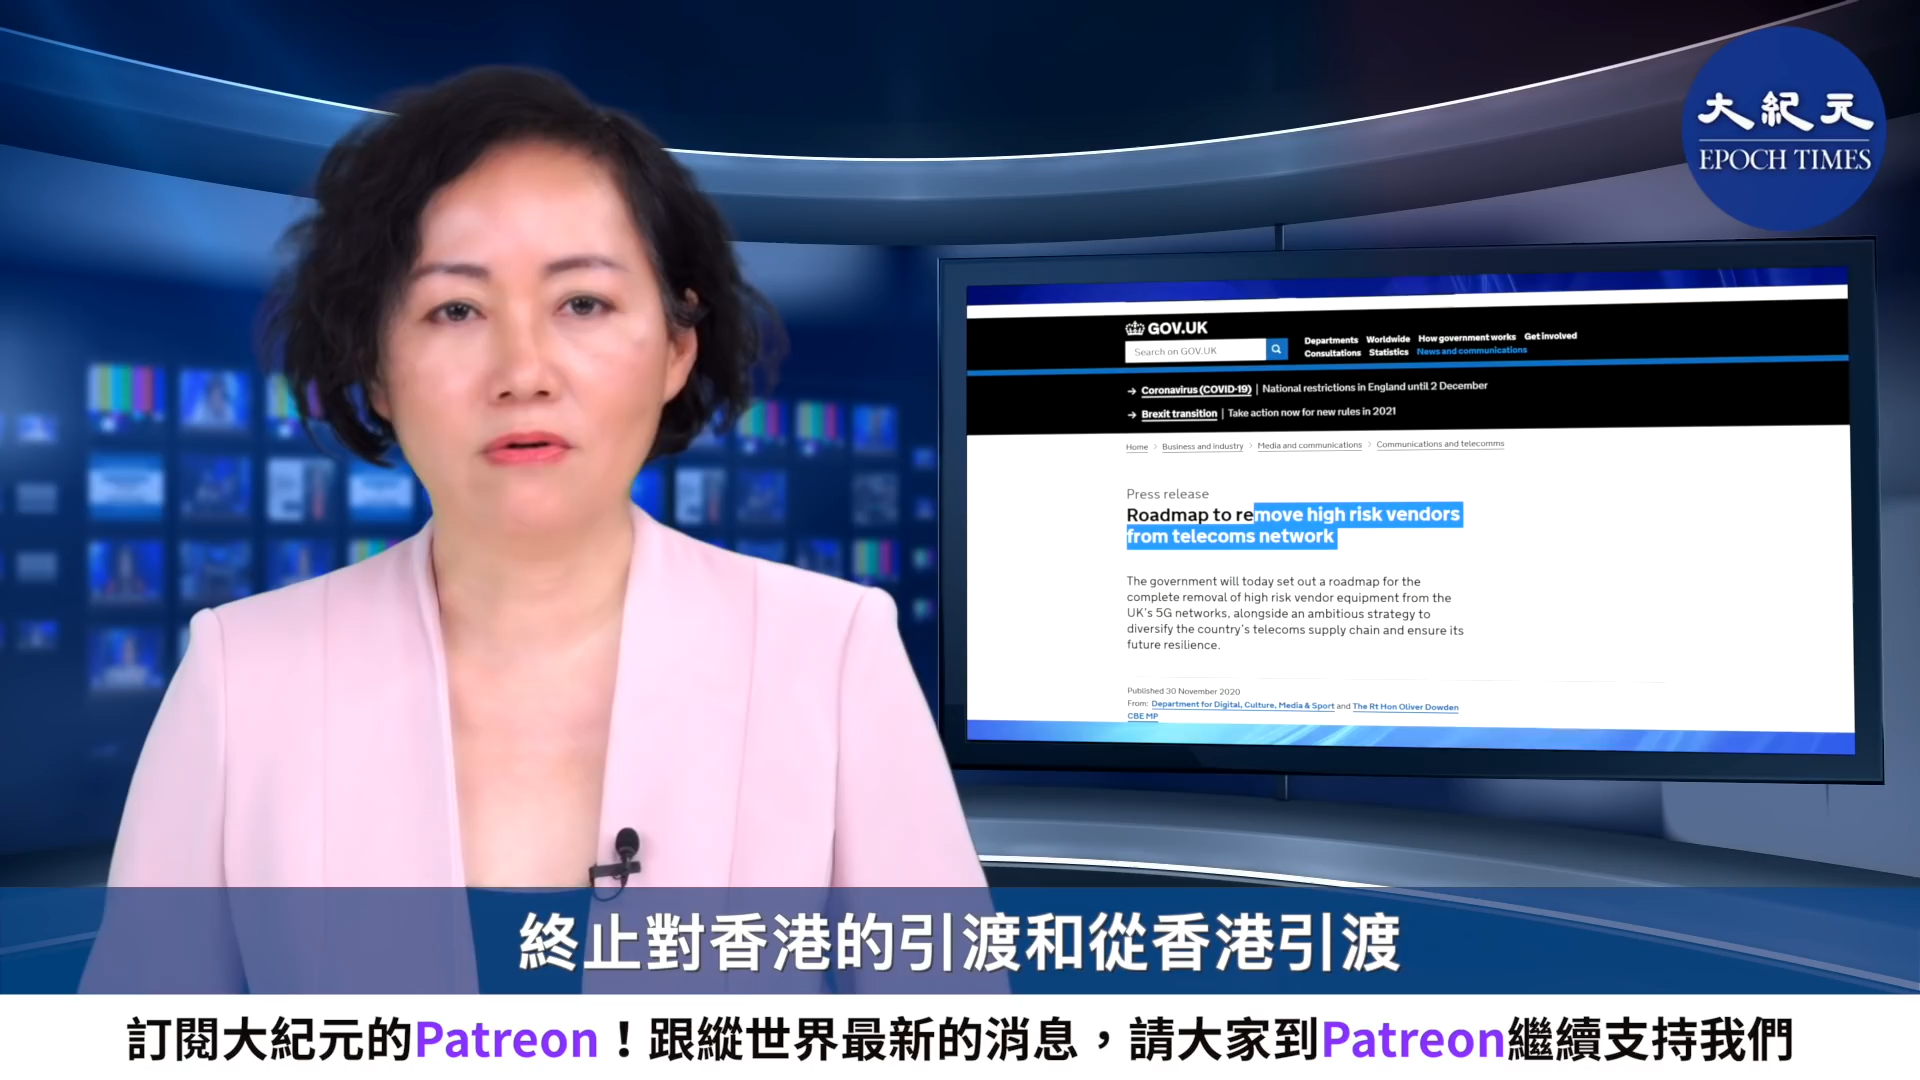 大紀元
EPOCH TIMES
GOV.UK
Search on GOV.UK
Departments Worldwide How government works Get involved
Consultations Statistics News and communications
→ Coronavirus (COVID-19) | National restrictions in England until 2 December
→ Brexit transition | Take action now for new rules in 2021
Home > Business and industry > Media and communications > Communications and telecomms
Press release
Roadmap to remove high risk vendors
from telecoms network
The government will today set out a roadmap for the
complete removal of high risk vendor equipment from the
UK's 5G networks, alongside an ambitious strategy to
diversify the country's telecoms supply chain and ensure its
future resilience.
Published 30 November 2020
From: Department for Digital, Culture, Media & Sport and The Rt Hon Oliver Dowden
CBE MP
終止對香港的引渡和從香港引渡
訂閱大紀元的Patreon！跟縱世界最新的消息，請大家到Patreon繼續支持我們